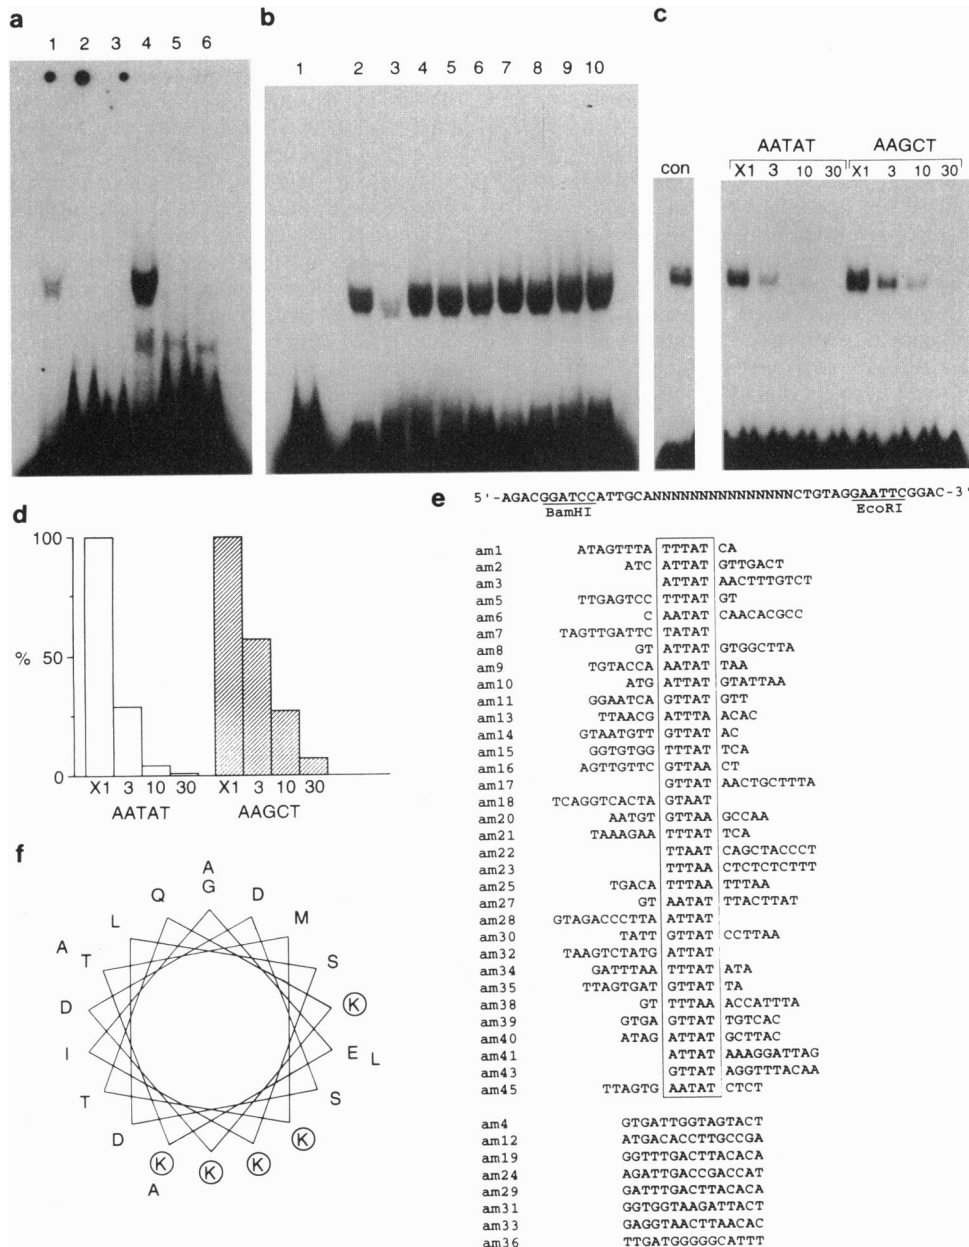 a
1 2 3 4 5 6
b
1 2 3 4 5 6 7 8 9 10
c
con
AATAT AAGCT
X1 3 10 30 X1 3 10 30
d
100
% 50
0
X1 3 10 30 X1 3 10 30
AATAT AAGCT
e
5'-AGACGGATCCATTGCANNNNNNNNNNNNNNNCTGTAGGAATTCGGAC-3'
BamHI EcoRI
am1 ATAGTTTA TTTAT CA
am2 ATC ATTAT GTTGACT
am3 ATTAT AACTTTGTCT
am5 TTGAGTCC TTTAT GT
am6 C AATAT CAACACGCC
am7 TAGTTGATTC TATAT
am8 GT ATTAT GTGGCTTA
am9 TGTACCA AATAT TAA
am10 ATG ATTAT GTATTAA
am11 GGAATCA GTTAT GTT
am13 TTAACG ATTTA ACAC
am14 GTAATGTT GTTAT AC
am15 GGTGTGG TTTAT TCA
am16 AGTTGTTC GTTAA CT
am17 GTTAT AACTGCTTTA
am18 TCAGGTCACTA GTAAT
am20 AATGT GTTAA GCCAA
am21 TAAAGAA TTTAT TCA
am22 TTAAT CAGCTACCCT
am23 TTTAA CTCTCTCTTT
am25 TGACA TTTAA TTTAA
am27 GT AATAT TTACTTAT
am28 GTAGACCCTTA ATTAT
am30 TATT GTTAT CCTTAA
am32 TAAGTCTATG ATTAT
am34 GATTTAA TTTAT ATA
am35 TTAGTGAT GTTAT TA
am38 GT TTTAA ACCATTTA
am39 GTGA GTTAT TGTCAC
am40 ATAG ATTAT GCTTAC
am41 ATTAT AAAGGATTAG
am43 GTTAT AGGTTTACAA
am45 TTAGTG AATAT CTCT
am4 GTGATTGGTAGTACT
am12 ATGACACCTTGCCGA
am19 GGTTTGACTTACACA
am24 AGATTGACCGACCAT
am29 GATTTGACTTACACA
am31 GGTGGTAAGATTACT
am33 GAGGTAACTTAACAC
am36 TTGATGGGGGCATTT
f
A
Q G D
L M
A T S
D K
I E L
T S
D K
K K K
A